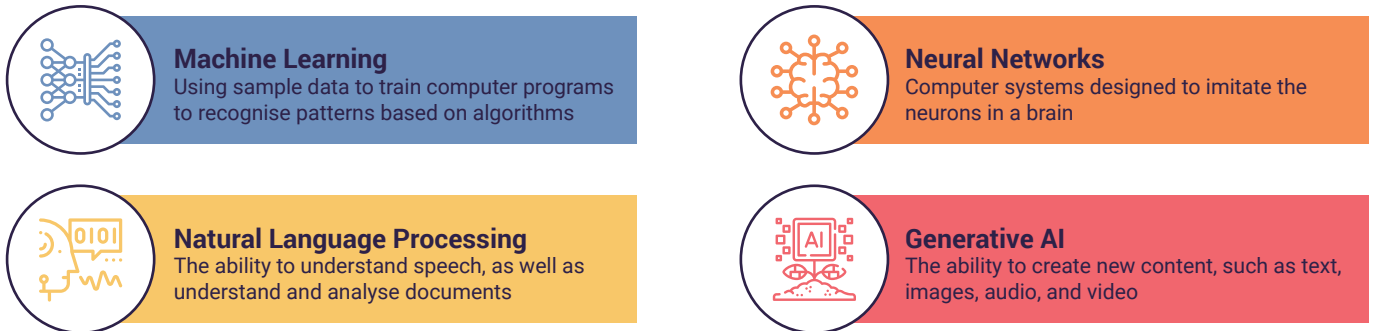 Machine Learning
Using sample data to train computer programs
to recognise patterns based on algorithms
Neural Networks
Computer systems designed to imitate the
neurons in a brain
0101
Natural Language Processing
The ability to understand speech, as well as
understand and analyse documents
AI
Generative AI
The ability to create new content, such as text,
images, audio, and video